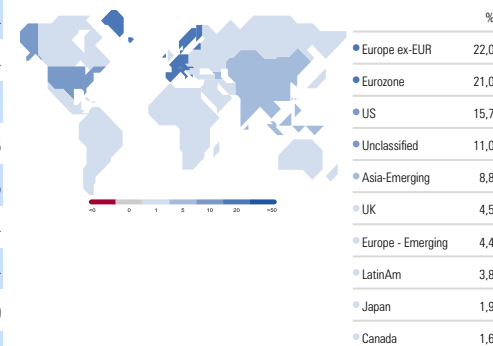 %
Europe ex-EUR 22,0
Eurozone 21,0
US 15,7
Unclassified 11,0
Asia-Emerging 8,8
UK 4,5
Europe - Emerging 4,4
LatinAm 3,8
Japan 1,9
Canada 1,6
<0 0 1 5 10 20 >50